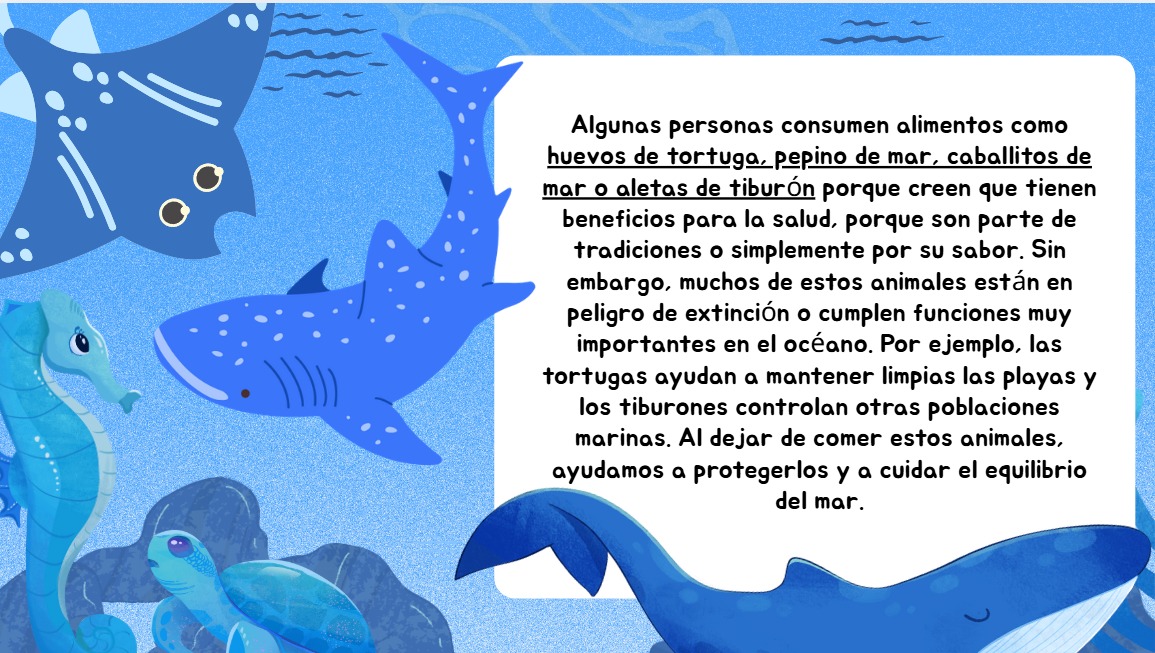 Algunas personas consumen alimentos como
huevos de tortuga, pepino de mar, caballitos de
mar o aletas de tiburón porque creen que tienen
beneficios para la salud, porque son parte de
tradiciones o simplemente por su sabor. Sin
embargo, muchos de estos animales están en
peligro de extinción o cumplen funciones muy
importantes en el océano. Por ejemplo, las
tortugas ayudan a mantener limpias las playas y
los tiburones controlan otras poblaciones
marinas. Al dejar de comer estos animales,
ayudamos a protegerlos y a cuidar el equilibrio
del mar.